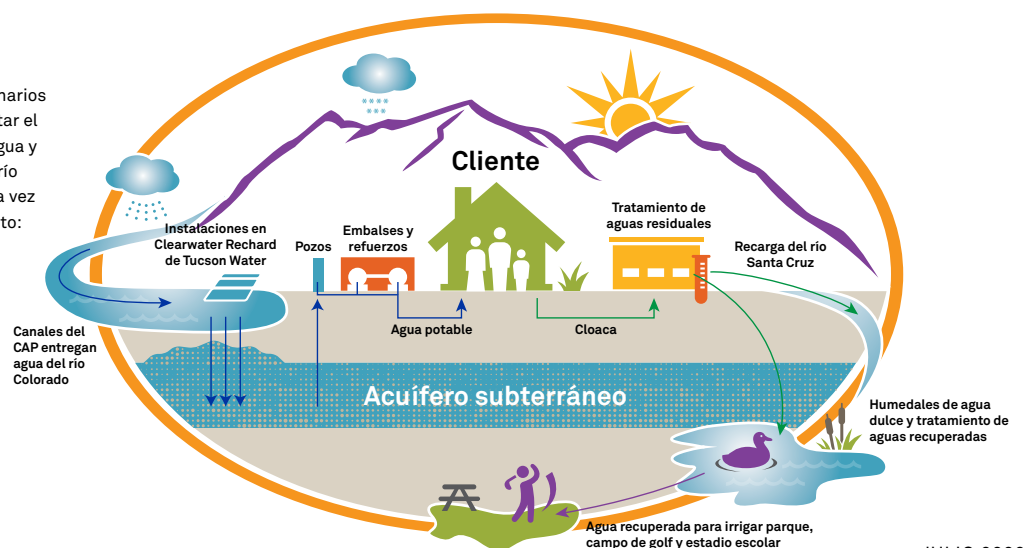 narios
tar el
gua y
río
a vez
to:
Cliente
Instalaciones en
Clearwater Rechard
de Tucson Water
Pozos
Embalses y
refuerzos
Tratamiento de
aguas residuales
Recarga del río
Santa Cruz
Agua potable
Cloaca
Canales del
CAP entregan
agua del río
Colorado
Acuífero subterráneo
Humedales de agua
dulce y tratamiento de
aguas recuperadas
Agua recuperada para irrigar parque,
campo de golf y estadio escolar